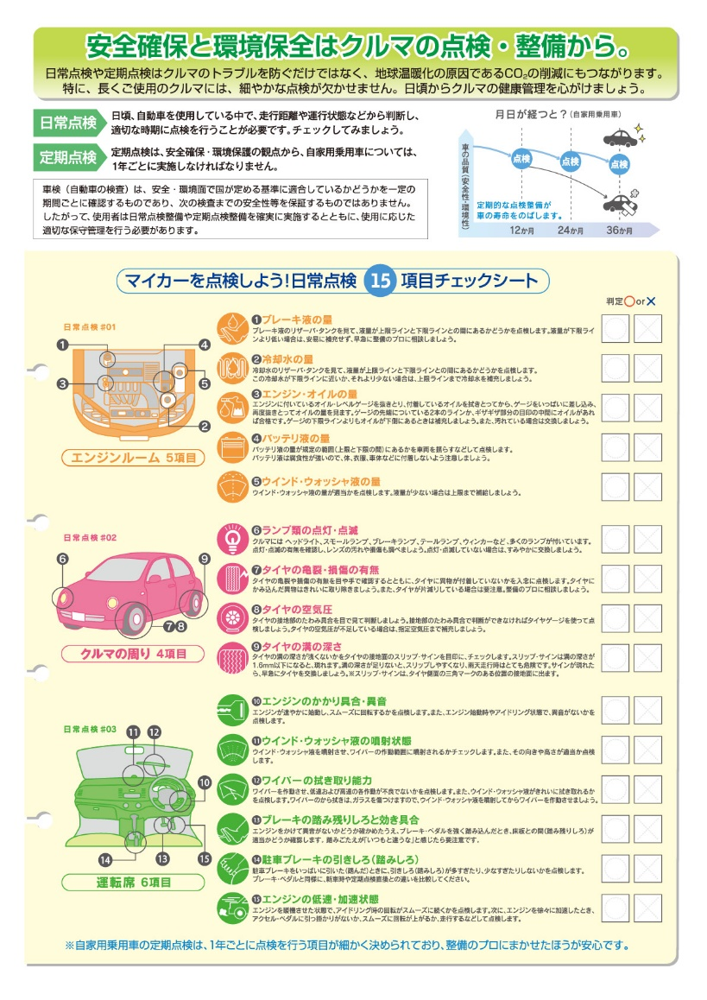 安全確保と環境保全はクルマの点検・整備から。
日常点検や定期点検はクルマのトラブルを防ぐだけではなく、地球温暖化の原因であるCO₂の削減にもつながります。
特に、長くご使用のクルマには、細やかな点検が欠かせません。日頃からクルマの健康管理を心がけましょう。
日常点検
日頃、自動車を使用している中で、走行距離や運行状態などから判断し、
適切な時期に点検を行うことが必要です。チェックしてみましょう。
定期点検
定期点検は、安全確保・環境保護の観点から、自家用乗用車については、
1年ごとに実施しなければなりません。
車検（自動車の検査）は、安全・環境面で国が定める基準に適合しているかどうかを一定の
期間ごとに確認するものであり、次の検査までの安全性等を保証するものではありません。
したがって、使用者は日常点検整備や定期点検整備を確実に実施するとともに、使用に応じた
適切な保守管理を行う必要があります。
月日が経つと？（自家用乗用車）
車の品質（安全性・環境性）
点検
点検
点検
定期的な点検整備が
車の寿命をのばします。
12か月
24か月
36か月
マイカーを点検しよう！日常点検 15 項目チェックシート
判定○or×
日常点検 #01
1
4
3
5
2
エンジンルーム 5項目
❶ブレーキ液の量
ブレーキ液のリザーバ・タンクを見て、液量が上限ラインと下限ラインとの間にあるかどうかを点検します。液量が下限ライ
ンより低い場合は、安易に補充せず、早急に整備のプロに相談しましょう。
❷冷却水の量
冷却水のリザーバ・タンクを見て、液量が上限ラインと下限ラインとの間にあるかどうかを点検します。
この冷却水が下限ラインに近いか、それより少ない場合は、上限ラインまで冷却水を補充しましょう。
❸エンジン・オイルの量
エンジンに付いているオイル・レベルゲージを抜きとり、付着しているオイルを拭きとってから、ゲージをいっぱいに差し込み、
再度抜きとってオイルの量を見ます。ゲージの先端についている2本のラインか、ギザギザ部分の目印の中間にオイルがあれ
ば合格です。ゲージの下限ラインよりもオイルが下側にあるときは補充しましょう。また、汚れている場合は交換しましょう。
❹バッテリ液の量
バッテリ液の量が規定の範囲（上限と下限の間）にあるかを車両を揺らすなどして点検します。
バッテリ液は腐食性が強いので、体、衣服、車体などに付着しないよう注意しましょう。
❺ウインド・ウォッシャ液の量
ウインド・ウォッシャ液の量が適当かを点検します。液量が少ない場合は上限まで補給しましょう。
日常点検 #02
6
9
7 8
クルマの周り 4項目
❻ランプ類の点灯・点滅
クルマには ヘッドライト、スモールランプ、ブレーキランプ、テールランプ、ウィンカーなど、多くのランプが付いています。
点灯・点滅の有無を確認し、レンズの汚れや損傷も調べましょう。点灯・点滅していない場合は、すみやかに交換しましょう。
❼タイヤの亀裂・損傷の有無
タイヤの亀裂や損傷の有無を目や手で確認するとともに、タイヤに異物が付着していないかを入念に点検します。タイヤに
かみ込んだ異物はきれいに取り除きましょう。また、タイヤが片減りしている場合は要注意。整備のプロに相談しましょう。
❽タイヤの空気圧
タイヤの接地部のたわみ具合を目で見て判断しましょう。接地部のたわみ具合で判断ができなければタイヤゲージを使って点
検しましょう。タイヤの空気圧が不足している場合は、指定空気圧まで補充しましょう。
❾タイヤの溝の深さ
タイヤの溝の深さが浅くないかをタイヤの接地面のスリップ・サインを目印に、チェックします。スリップ・サインは溝の深さが
1.6mm以下になると、現れます。溝の深さが足りないと、スリップしやすくなり、雨天走行時はとても危険です。サインが現れた
ら、早急にタイヤを交換しましょう。※スリップ・サインは、タイヤ側面の三角マークのある位置の接地面に出ます。
日常点検 #03
11
12
10
14
13
15
運転席 6項目
❿エンジンのかかり具合・異音
エンジンが速やかに始動し、スムーズに回転するかを点検します。また、エンジン始動時やアイドリング状態で、異音がないかを
点検します。
⓫ウインド・ウォッシャ液の噴射状態
ウインド・ウォッシャ液を噴射させ、ワイパーの作動範囲に噴射されるかチェックします。また、その向きや高さが適当か点検
します。
⓬ワイパーの拭き取り能力
ワイパーを作動させ、低速および高速の各作動が不良でないかを点検します。また、ウインド・ウォッシャ液がきれいに拭き取れるか
を点検します。ワイパーのから拭きは、ガラスを傷つけますので、ウインド・ウォッシャ液を噴射してからワイパーを作動させましょう。
⓭ブレーキの踏み残りしろと効き具合
エンジンをかけて異音がないかどうか確かめたうえ、ブレーキ・ペダルを強く踏み込んだとき、床板との間（踏み残りしろ）が
適当かどうか確認します。踏みごたえが「いつもと違うな」と感じたら要注意です。
⓮駐車ブレーキの引きしろ（踏みしろ）
駐車ブレーキをいっぱいに引いた（踏んだ）ときに、引きしろ（踏みしろ）が多すぎたり、少なすぎたりしないかを点検します。
ブレーキ・ペダルと同様に、新車時や定期点検直後との違いを比較してください。
⓯エンジンの低速・加速状態
エンジンを暖機させた状態で、アイドリング時の回転がスムーズに続くかを点検します。次に、エンジンを徐々に加速したとき、
アクセル・ペダルに引っ掛かりがないか、スムーズに回転が上がるか、走行するなどして点検します。
※自家用乗用車の定期点検は、1年ごとに点検を行う項目が細かく決められており、整備のプロにまかせたほうが安心です。